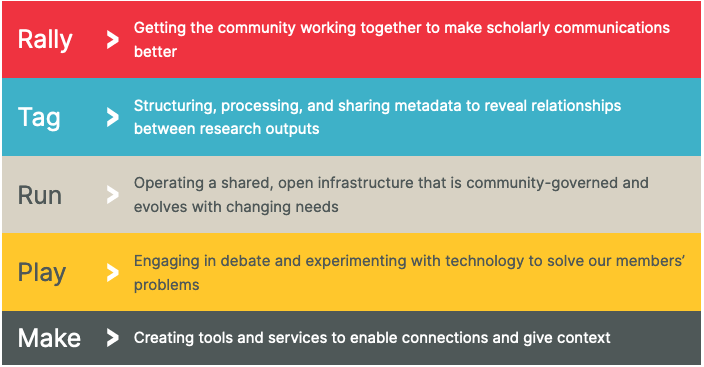 Rally > Getting the community working together to make scholarly communications
better
Tag > Structuring, processing, and sharing metadata to reveal relationships
between research outputs
Run > Operating a shared, open infrastructure that is community-governed and
evolves with changing needs
Play > Engaging in debate and experimenting with technology to solve our members’
problems
Make > Creating tools and services to enable connections and give context